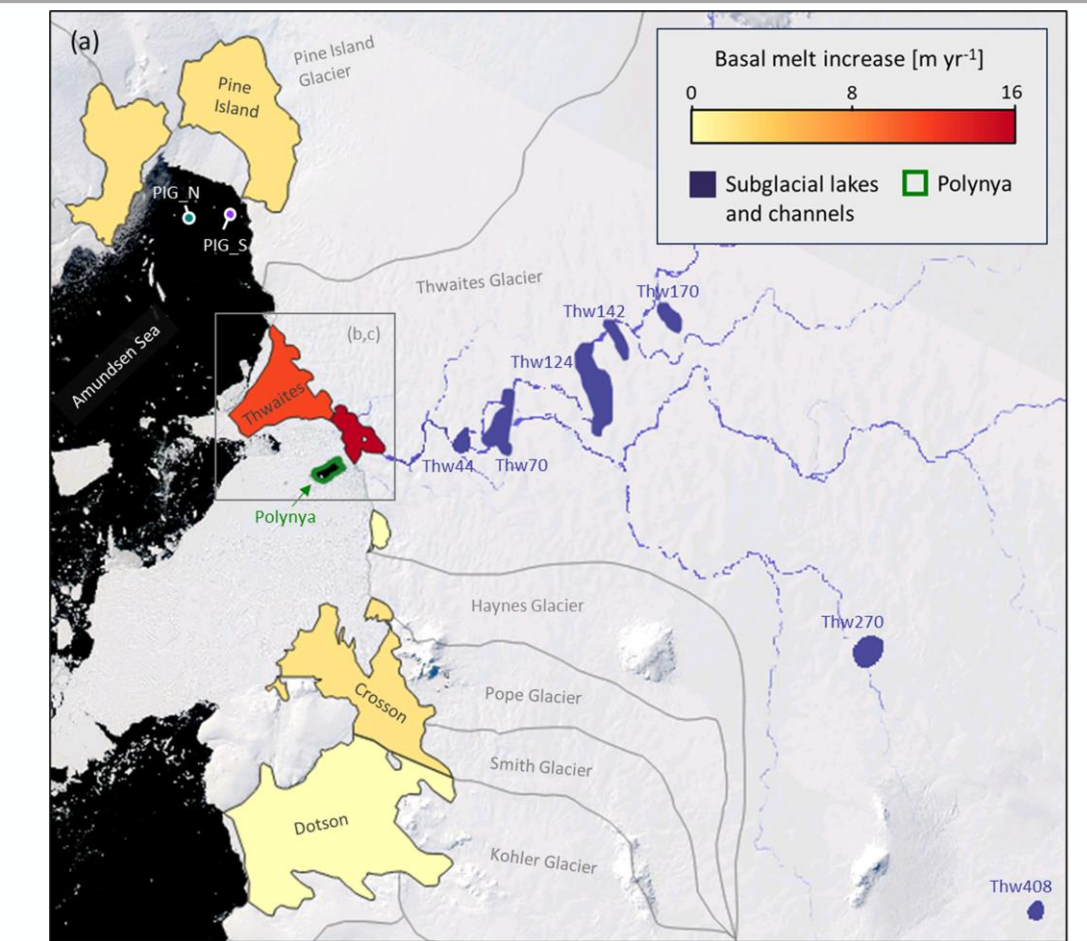 (a)
Pine Island
Glacier
Pine
Island
Basal melt increase [m yr⁻¹]
0 8 16
Subglacial lakes
and channels
Polynya
PIG_N
PIG_S
Thwaites Glacier
Amundsen Sea
(b,c)
Thw170
Thw142
Thw124
Thwaites
Thw44
Thw70
Polynya
Haynes Glacier
Thw270
Pope Glacier
Crosson
Smith Glacier
Dotson
Kohler Glacier
Thw408